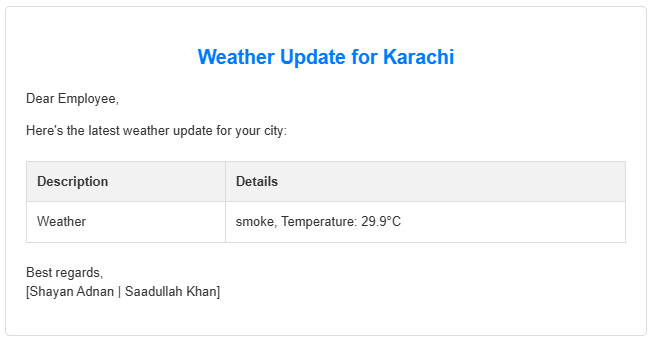 Weather Update for Karachi
Dear Employee,
Here's the latest weather update for your city:
Description Details
Weather smoke, Temperature: 29.9°C
Best regards,
[Shayan Adnan | Saadullah Khan]